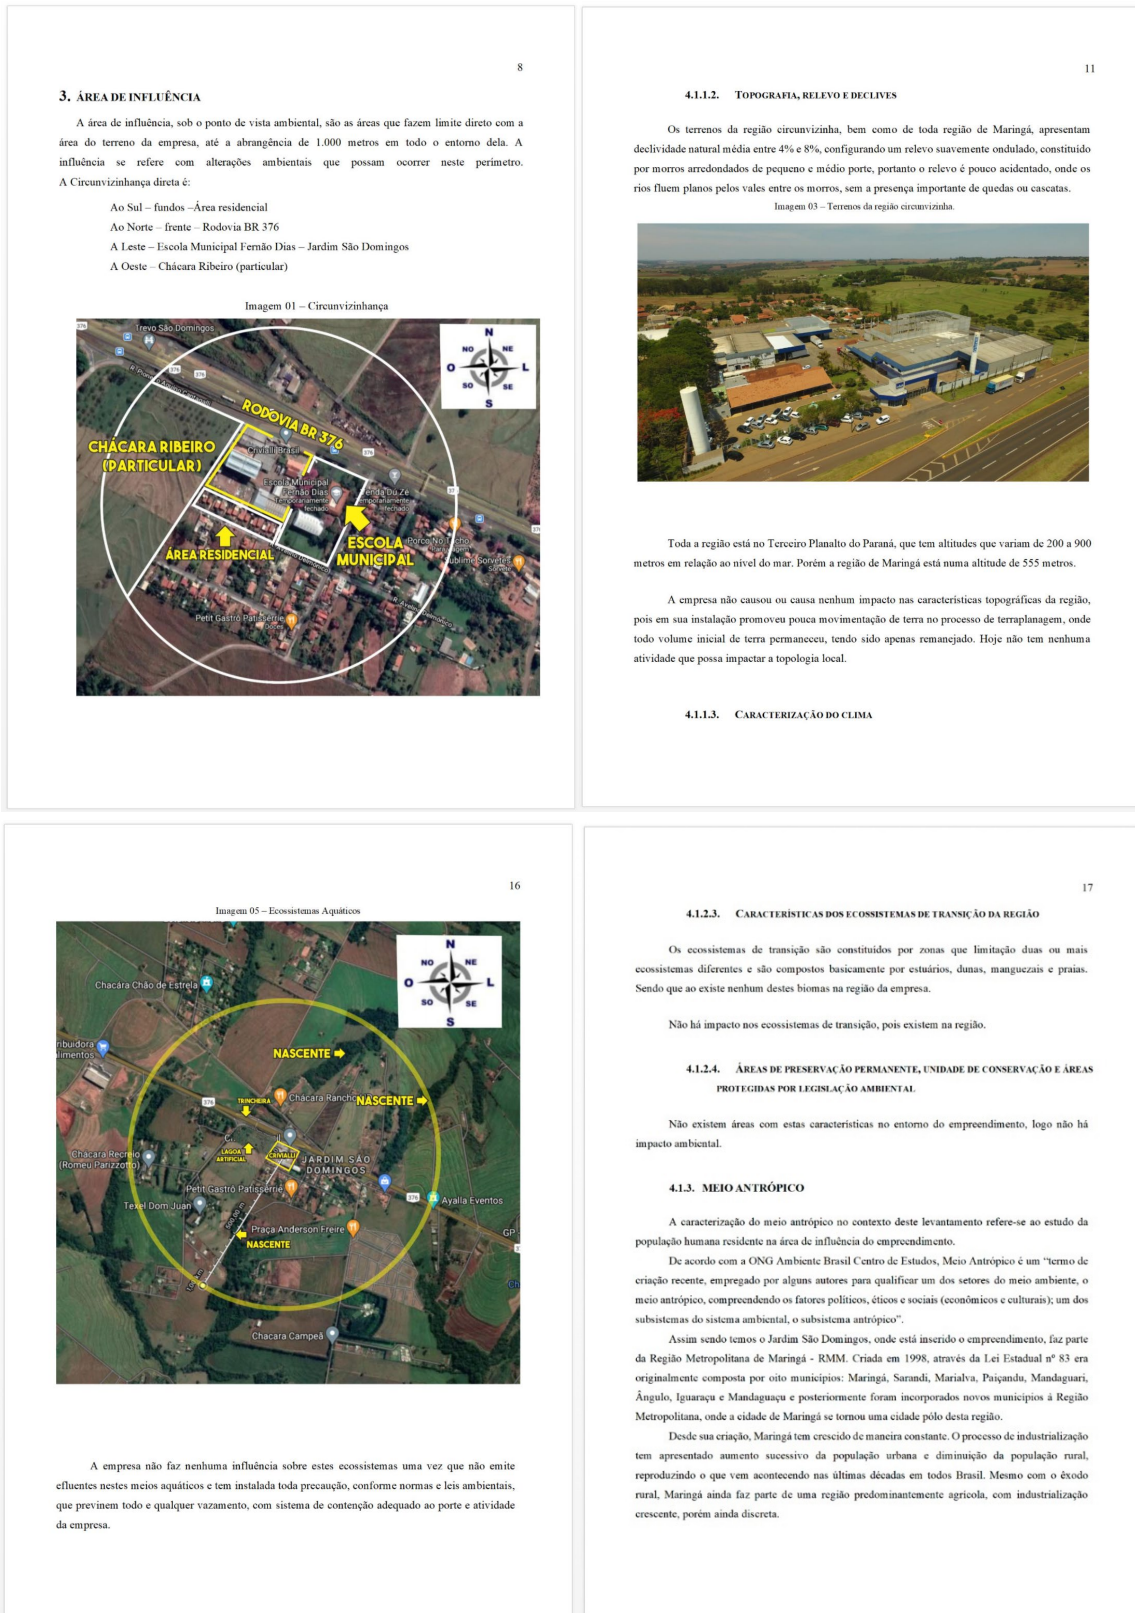 8
3. ÁREA DE INFLUÊNCIA
A área de influência, sob o ponto de vista ambiental, são as áreas que fazem limite direto com a
área do terreno da empresa, até a abrangência de 1.000 metros em todo o entorno dela. A
influência se refere com alterações ambientais que possam ocorrer neste perímetro.
A Circunvizinhança direta é:
Ao Sul – fundos –Área residencial
Ao Norte – frente – Rodovia BR 376
A Leste – Escola Municipal Fernão Dias – Jardim São Domingos
A Oeste – Chácara Ribeiro (particular)
Imagem 01 – Circunvizinhança
376
Trevo São Domingos
376
376
N
NO
NE
O
L
SO
SE
S
RODOVIA BR 376
CHÁCARA RIBEIRO
(PARTICULAR)
Crivialli Brasil
376
Escola Municipal
Fernão Dias
Temporariamente
fechado
Venda Du Zé
Temporariamente
fechado
ÁREA RESIDENCIAL
ESCOLA
MUNICIPAL
Porco No Tacho
Sublime Sorvetes
Sorvete
Petit Gastrô Patisserrie
Doces
11
4.1.1.2. TOPOGRAFIA, RELEVO E DECLIVES
Os terrenos da região circunvizinha, bem como de toda região de Maringá, apresentam
declividade natural média entre 4% e 8%, configurando um relevo suavemente ondulado, constituído
por morros arredondados de pequeno e médio porte, portanto o relevo é pouco acidentado, onde os
rios fluem planos pelos vales entre os morros, sem a presença importante de quedas ou cascatas.
Imagem 03 – Terrenos da região circunvizinha.
Toda a região está no Terceiro Planalto do Paraná, que tem altitudes que variam de 200 a 900
metros em relação ao nível do mar. Porém a região de Maringá está numa altitude de 555 metros.
A empresa não causou ou causa nenhum impacto nas características topográficas da região,
pois em sua instalação promoveu pouca movimentação de terra no processo de terraplanagem, onde
todo volume inicial de terra permaneceu, tendo sido apenas remanejado. Hoje não tem nenhuma
atividade que possa impactar a topologia local.
4.1.1.3. CARACTERIZAÇÃO DO CLIMA
16
Imagem 05 – Ecossistemas Aquáticos
N
NO
NE
O
L
SO
SE
S
Chacára Chão de Estrela
ribuidora
limentos
NASCENTE
376
TRINCHEIRA
Chácara Rancho
NASCENTE
LAGOA
ARTIFICIAL
CRIVIALLI
JARDIM SÃO
DOMINGOS
Chácara Recreio
(Romeu Parizzotto)
Petit Gastrô Patisserrie
Texel Dom Juan
376
Ayalla Eventos
Praça Anderson Freire
NASCENTE
GP
Chacara Campeã
A empresa não faz nenhuma influência sobre estes ecossistemas uma vez que não emite
efluentes nestes meios aquáticos e tem instalada toda precaução, conforme normas e leis ambientais,
que previnem todo e qualquer vazamento, com sistema de contenção adequado ao porte e atividade
da empresa.
17
4.1.2.3. CARACTERÍSTICAS DOS ECOSSISTEMAS DE TRANSIÇÃO DA REGIÃO
Os ecossistemas de transição são constituídos por zonas que limitação duas ou mais
ecossistemas diferentes e são compostos basicamente por estuários, dunas, manguezais e praias.
Sendo que ao existe nenhum destes biomas na região da empresa.
Não há impacto nos ecossistemas de transição, pois existem na região.
4.1.2.4. ÁREAS DE PRESERVAÇÃO PERMANENTE, UNIDADE DE CONSERVAÇÃO E ÁREAS
PROTEGIDAS POR LEGISLAÇÃO AMBIENTAL
Não existem áreas com estas características no entorno do empreendimento, logo não há
impacto ambiental.
4.1.3. MEIO ANTRÓPICO
A caracterização do meio antrópico no contexto deste levantamento refere-se ao estudo da
população humana residente na área de influência do empreendimento.
De acordo com a ONG Ambiente Brasil Centro de Estudos, Meio Antrópico é um “termo de
criação recente, empregado por alguns autores para qualificar um dos setores do meio ambiente, o
meio antrópico, compreendendo os fatores políticos, éticos e sociais (econômicos e culturais); um dos
subsistemas do sistema ambiental, o subsistema antrópico”.
Assim sendo temos o Jardim São Domingos, onde está inserido o empreendimento, faz parte
da Região Metropolitana de Maringá - RMM. Criada em 1998, através da Lei Estadual nº 83 era
originalmente composta por oito municípios: Maringá, Sarandi, Marialva, Paiçandu, Mandaguari,
Ângulo, Iguaraçu e Mandaguaçu e posteriormente foram incorporados novos municípios à Região
Metropolitana, onde a cidade de Maringá se tornou uma cidade pólo desta região.
Desde sua criação, Maringá tem crescido de maneira constante. O processo de industrialização
tem apresentado aumento sucessivo da população urbana e diminuição da população rural,
reproduzindo o que vem acontecendo nas últimas décadas em todos Brasil. Mesmo com o êxodo
rural, Maringá ainda faz parte de uma região predominantemente agrícola, com industrialização
crescente, porém ainda discreta.